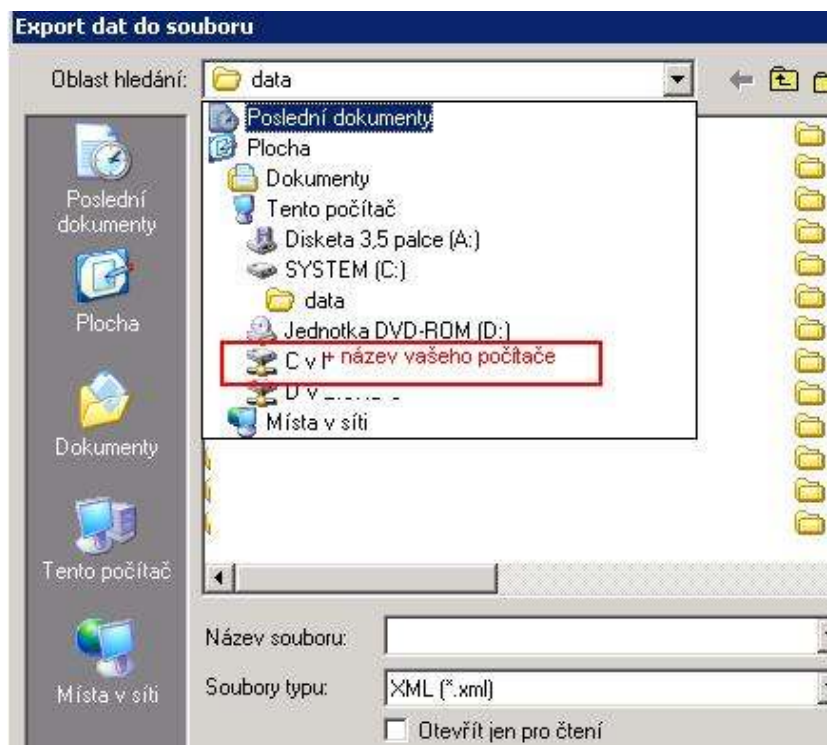 Export dat do souboru
Oblast hledání: data
Poslední dokumenty
Plocha
Dokumenty
Tento počítač
Disketa 3,5 palce (A:)
SYSTEM (C:)
data
Jednotka DVD-ROM (D:)
C v + název vašeho počítače
D v
Místa v síti
Poslední
dokumenty
Plocha
Dokumenty
Tento počítač
Místa v síti
Název souboru:
Soubory typu: XML (*.xml)
Otevřít jen pro čtení